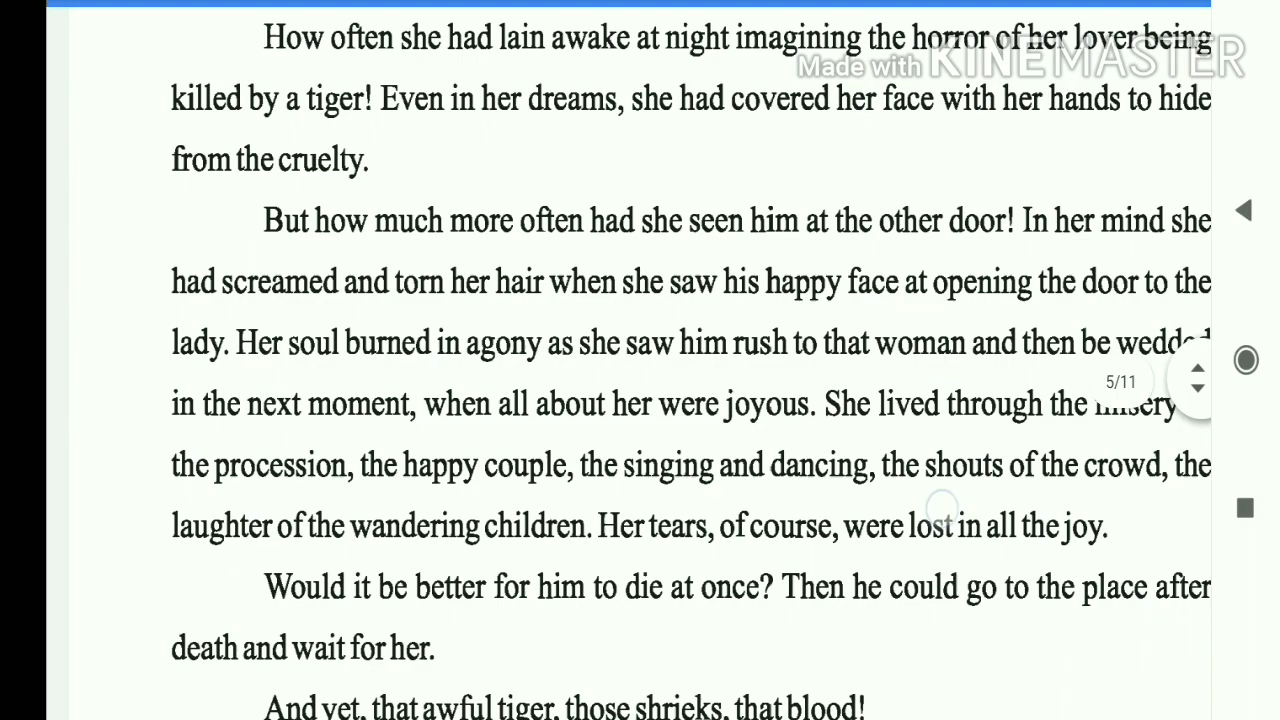 How often she had lain awake at night imagining the horror of her lover being
Made with KINEMASTER
killed by a tiger! Even in her dreams, she had covered her face with her hands to hide
from the cruelty.
But how much more often had she seen him at the other door! In her mind she
had screamed and torn her hair when she saw his happy face at opening the door to the
lady. Her soul burned in agony as she saw him rush to that woman and then be wedded
5/11
in the next moment, when all about her were joyous. She lived through the misery
the procession, the happy couple, the singing and dancing, the shouts of the crowd, the
laughter of the wandering children. Her tears, of course, were lost in all the joy.
Would it be better for him to die at once? Then he could go to the place after
death and wait for her.
And yet, that awful tiger, those shrieks, that blood!